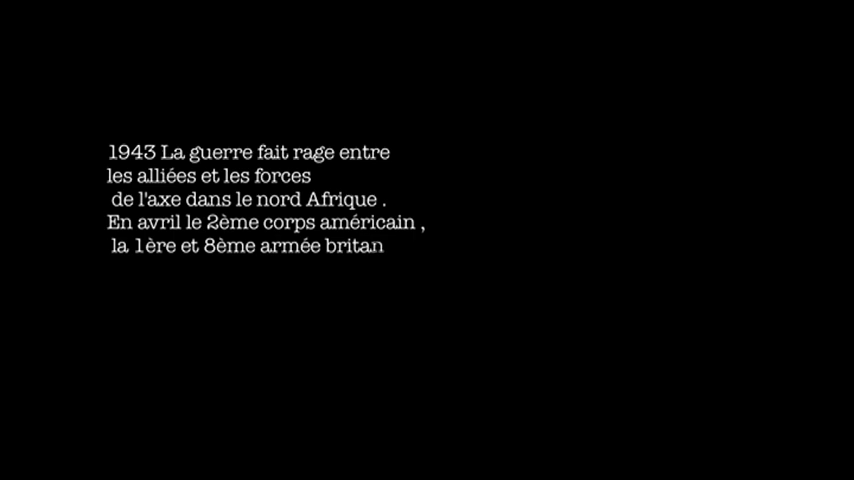 1943 La guerre fait rage entre
les alliées et les forces
de l'axe dans le nord Afrique .
En avril le 2ème corps américain ,
la 1ère et 8ème armée britan